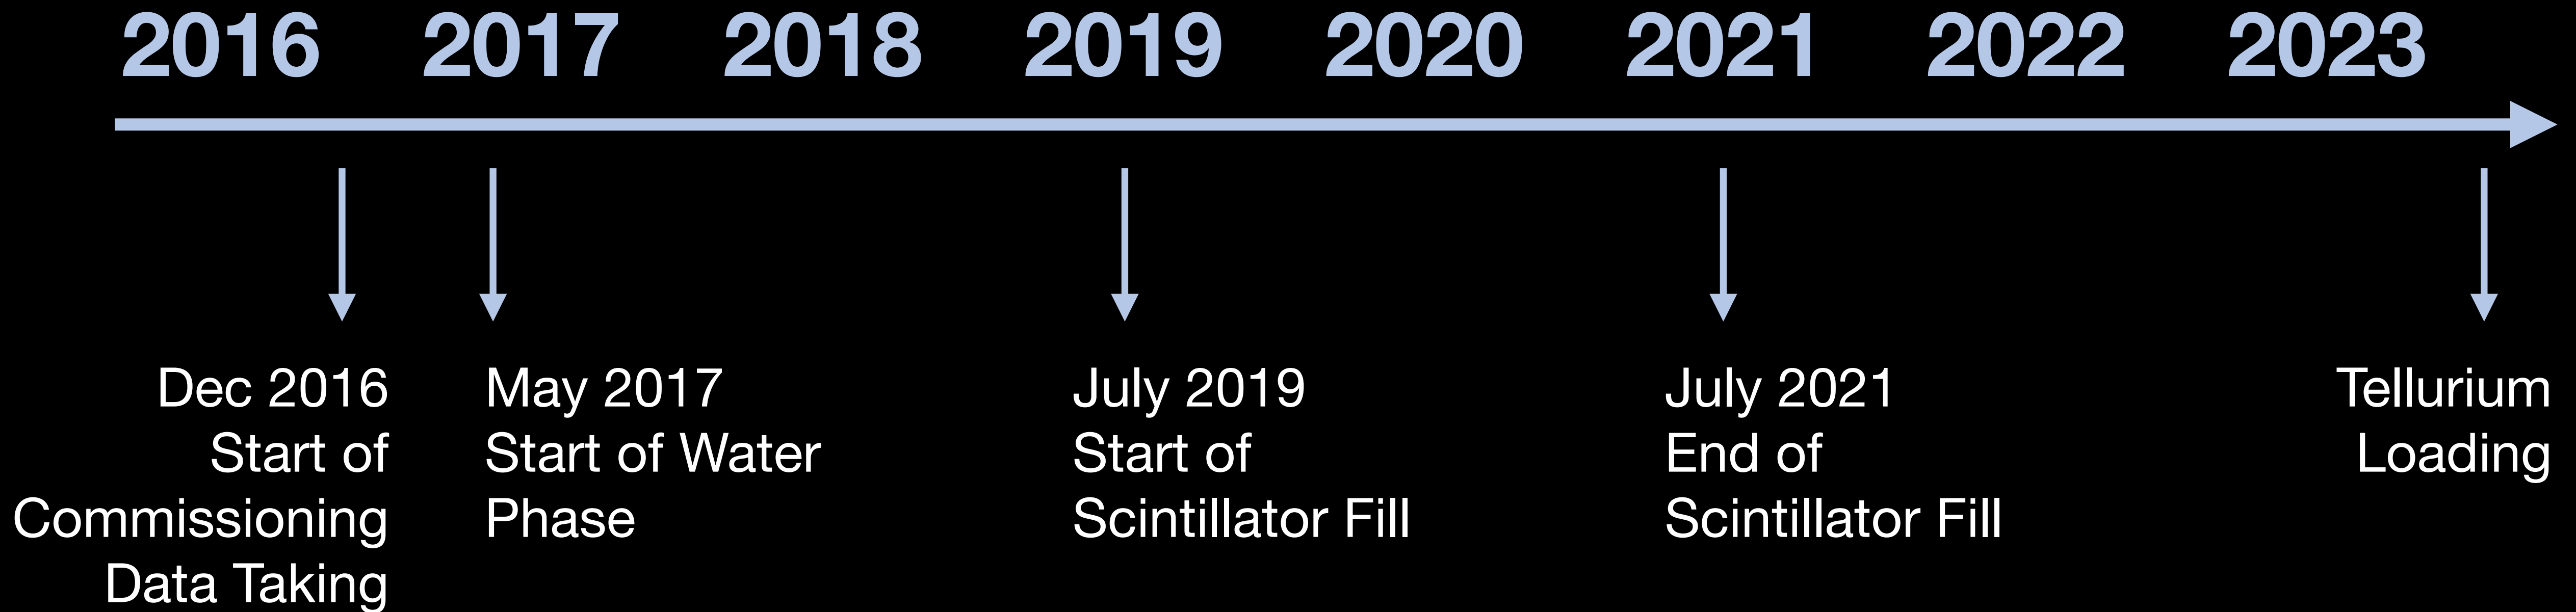 2016 2017 2018 2019 2020 2021 2022 2023
Dec 2016
Start of
Commissioning
Data Taking
May 2017
Start of Water
Phase
July 2019
Start of
Scintillator Fill
July 2021
End of
Scintillator Fill
Tellurium
Loading